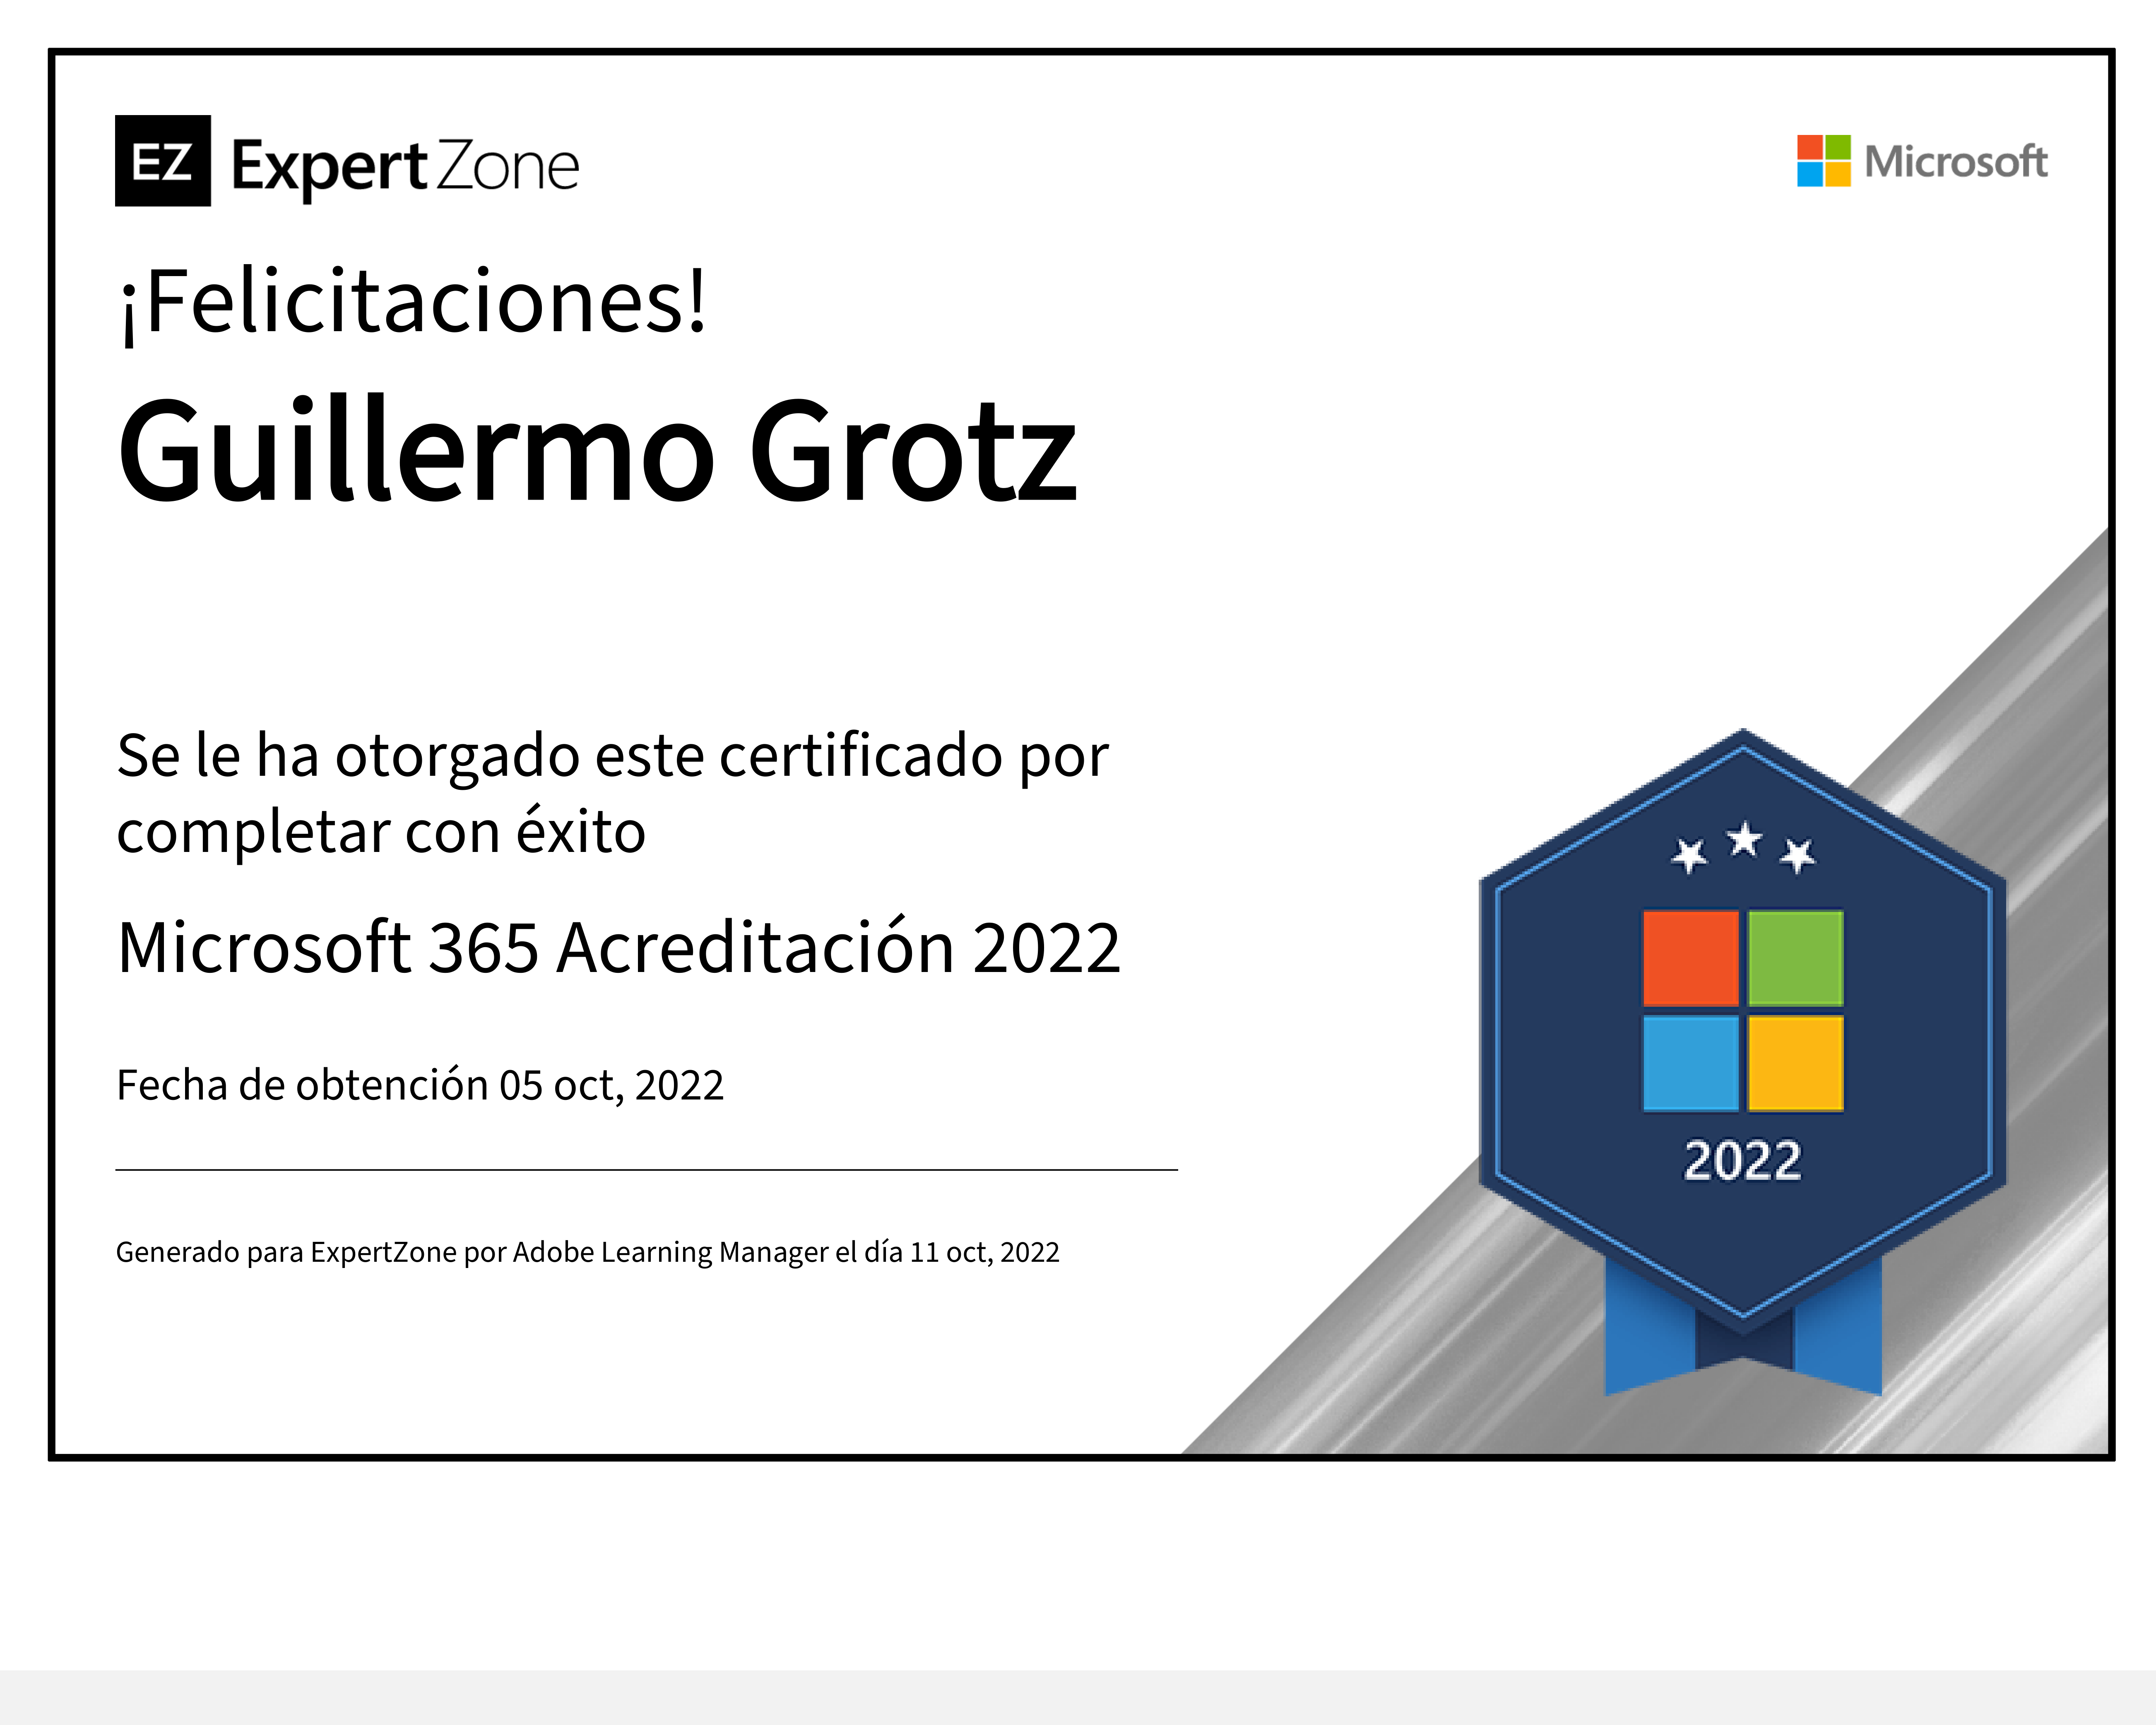 EZ Expert Zone
Microsoft
¡Felicitaciones!
Guillermo Grotz
Se le ha otorgado este certificado por
completar con éxito
Microsoft 365 Acreditación 2022
Fecha de obtención 05 oct, 2022
2022
Generado para ExpertZone por Adobe Learning Manager el día 11 oct, 2022